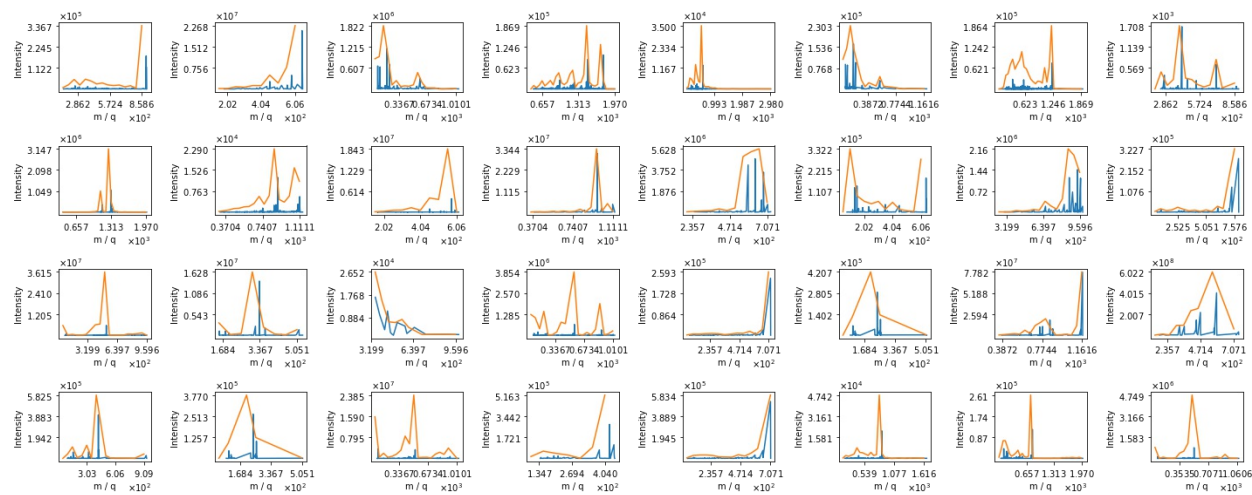 ×10⁵
3.367
2.245
1.122
Intensity
2.862 5.724 8.586
m / q ×10²
×10⁷
2.268
1.512
0.756
Intensity
2.02 4.04 6.06
m / q ×10²
×10⁶
1.822
1.215
0.607
Intensity
0.3367 0.6734 1.0101
m / q ×10³
×10⁵
1.869
1.246
0.623
Intensity
0.657 1.313 1.970
m / q ×10³
×10⁴
3.500
2.334
1.167
Intensity
0.993 1.987 2.980
m / q ×10³
×10⁵
2.303
1.536
0.768
Intensity
0.3872 0.7744 1.1616
m / q ×10³
×10⁵
1.864
1.242
0.621
Intensity
0.623 1.246 1.869
m / q ×10³
×10³
1.708
1.139
0.569
Intensity
2.862 5.724 8.586
m / q ×10²
×10⁶
3.147
2.098
1.049
Intensity
0.657 1.313 1.970
m / q ×10³
×10⁴
2.290
1.526
0.763
Intensity
0.3704 0.7407 1.1111
m / q ×10³
×10⁷
1.843
1.229
0.614
Intensity
2.02 4.04 6.06
m / q ×10²
×10⁷
3.344
2.229
1.115
Intensity
0.3704 0.7407 1.1111
m / q ×10³
×10⁶
5.628
3.752
1.876
Intensity
2.357 4.714 7.071
m / q ×10²
×10⁵
3.322
2.215
1.107
Intensity
2.02 4.04 6.06
m / q ×10²
×10⁶
2.16
1.44
0.72
Intensity
3.199 6.397 9.596
m / q ×10²
×10⁵
3.227
2.152
1.076
Intensity
2.525 5.051 7.576
m / q ×10²
×10⁷
3.615
2.410
1.205
Intensity
3.199 6.397 9.596
m / q ×10²
×10⁷
1.628
1.086
0.543
Intensity
1.684 3.367 5.051
m / q ×10²
×10⁴
2.652
1.768
0.884
Intensity
3.199 6.397 9.596
m / q ×10²
×10⁶
3.854
2.570
1.285
Intensity
0.3367 0.6734 1.0101
m / q ×10³
×10⁵
2.593
1.729
0.864
Intensity
2.357 4.714 7.071
m / q ×10²
×10⁵
4.207
2.805
1.402
Intensity
1.684 3.367 5.051
m / q ×10²
×10⁷
7.782
5.188
2.594
Intensity
0.3872 0.7744 1.1616
m / q ×10³
×10⁸
6.022
4.015
2.007
Intensity
2.357 4.714 7.071
m / q ×10²
×10⁵
5.825
3.883
1.942
Intensity
3.03 6.06 9.09
m / q ×10²
×10⁵
3.770
2.513
1.257
Intensity
1.684 3.367 5.051
m / q ×10²
×10⁷
2.385
1.590
0.795
Intensity
0.3367 0.6734 1.0101
m / q ×10³
×10⁵
5.163
3.442
1.721
Intensity
1.347 2.694 4.040
m / q ×10²
×10⁵
5.834
3.889
1.945
Intensity
2.357 4.714 7.071
m / q ×10²
×10⁴
4.742
3.161
1.581
Intensity
0.539 1.077 1.616
m / q ×10³
×10⁵
2.61
1.74
0.87
Intensity
0.657 1.313 1.970
m / q ×10³
×10⁶
4.749
3.166
1.583
Intensity
0.3535 0.7071 1.0606
m / q ×10³